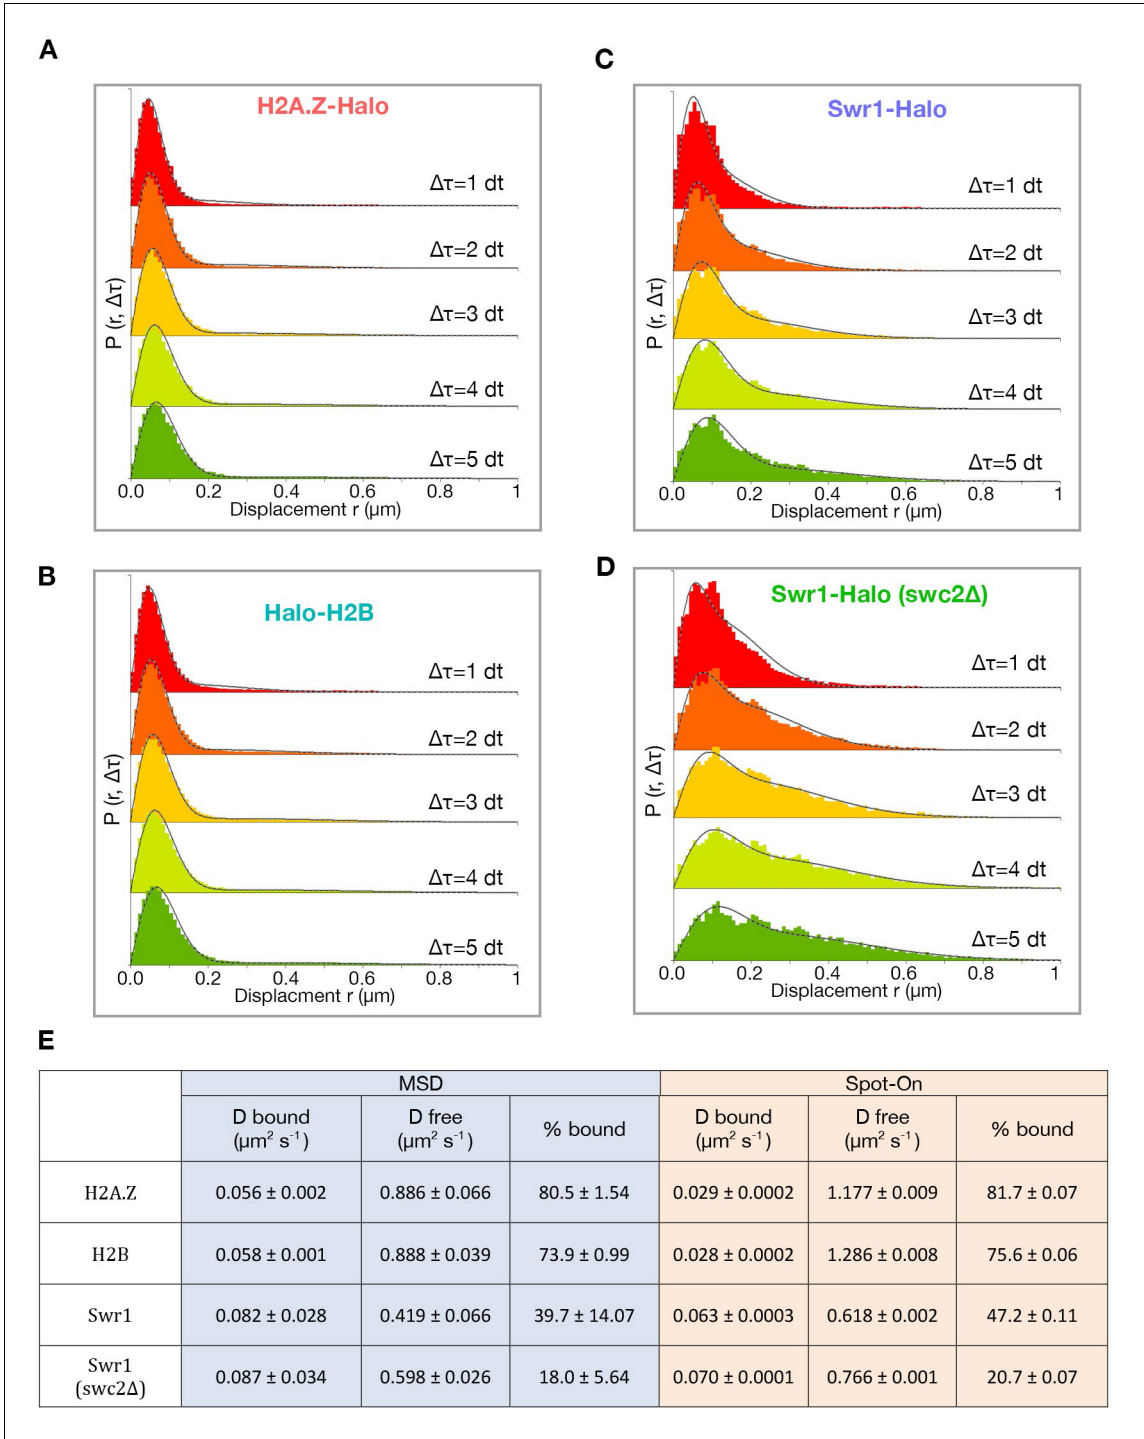 A
H2A.Z-Halo
Δτ=1 dt
Δτ=2 dt
Δτ=3 dt
Δτ=4 dt
Δτ=5 dt
P (r, Δτ)
0.0 0.2 0.4 0.6 0.8 1
Displacement r (µm)
C
Swr1-Halo
Δτ=1 dt
Δτ=2 dt
Δτ=3 dt
Δτ=4 dt
Δτ=5 dt
P (r, Δτ)
0.0 0.2 0.4 0.6 0.8 1
Displacement r (µm)
B
Halo-H2B
Δτ=1 dt
Δτ=2 dt
Δτ=3 dt
Δτ=4 dt
Δτ=5 dt
P (r, Δτ)
0.0 0.2 0.4 0.6 0.8 1
Displacment r (µm)
D
Swr1-Halo (swc2Δ)
Δτ=1 dt
Δτ=2 dt
Δτ=3 dt
Δτ=4 dt
Δτ=5 dt
P (r, Δτ)
0.0 0.2 0.4 0.6 0.8 1
Displacement r (µm)
E
MSD Spot-On
D bound (µm² s⁻¹) D free (µm² s⁻¹) % bound D bound (µm² s⁻¹) D free (µm² s⁻¹) % bound
H2A.Z 0.056 ± 0.002 0.886 ± 0.066 80.5 ± 1.54 0.029 ± 0.0002 1.177 ± 0.009 81.7 ± 0.07
H2B 0.058 ± 0.001 0.888 ± 0.039 73.9 ± 0.99 0.028 ± 0.0002 1.286 ± 0.008 75.6 ± 0.06
Swr1 0.082 ± 0.028 0.419 ± 0.066 39.7 ± 14.07 0.063 ± 0.0003 0.618 ± 0.002 47.2 ± 0.11
Swr1 (swc2Δ) 0.087 ± 0.034 0.598 ± 0.026 18.0 ± 5.64 0.070 ± 0.0001 0.766 ± 0.001 20.7 ± 0.07